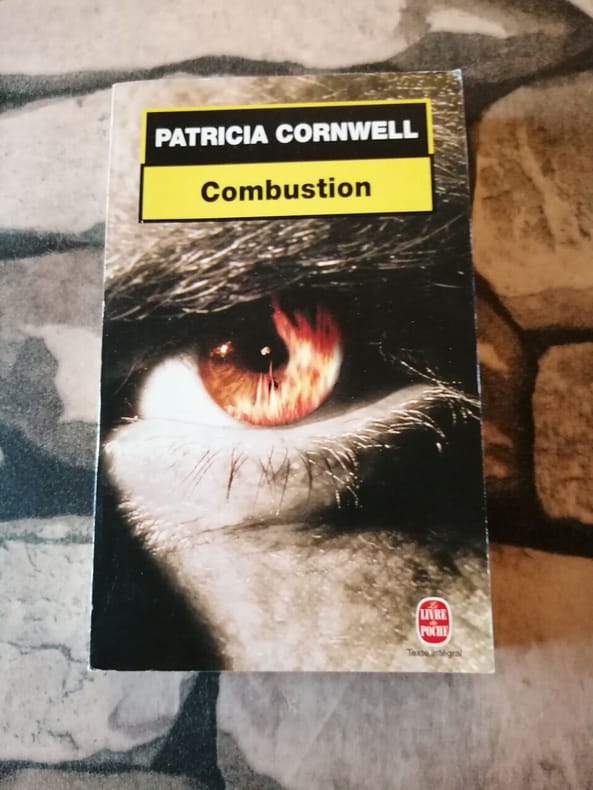 PATRICIA CORNWELL
Combustion
Le
LIVRE
de
POCHE
Texte intégral